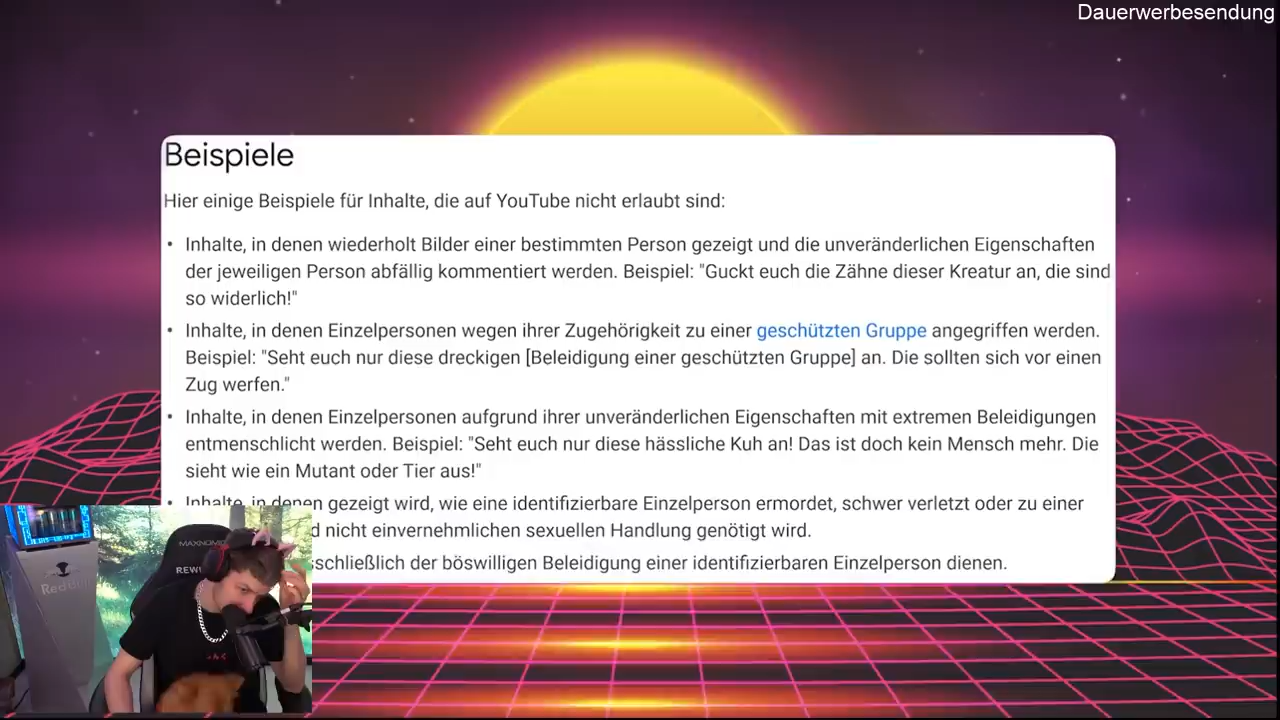 Dauerwerbesendung
Beispiele
Hier einige Beispiele für Inhalte, die auf YouTube nicht erlaubt sind:
• Inhalte, in denen wiederholt Bilder einer bestimmten Person gezeigt und die unveränderlichen Eigenschaften
der jeweiligen Person abfällig kommentiert werden. Beispiel: "Guckt euch die Zähne dieser Kreatur an, die sind
so widerlich!"
• Inhalte, in denen Einzelpersonen wegen ihrer Zugehörigkeit zu einer geschützten Gruppe angegriffen werden.
Beispiel: "Seht euch nur diese dreckigen [Beleidigung einer geschützten Gruppe] an. Die sollten sich vor einen
Zug werfen."
• Inhalte, in denen Einzelpersonen aufgrund ihrer unveränderlichen Eigenschaften mit extremen Beleidigungen
entmenschlicht werden. Beispiel: "Seht euch nur diese hässliche Kuh an! Das ist doch kein Mensch mehr. Die
sieht wie ein Mutant oder Tier aus!"
• Inhalte, in denen gezeigt wird, wie eine identifizierbare Einzelperson ermordet, schwer verletzt oder zu einer
d nicht einvernehmlichen sexuellen Handlung genötigt wird.
sschließlich der böswilligen Beleidigung einer identifizierbaren Einzelperson dienen.
MAXNOMIC
REW
RedBull